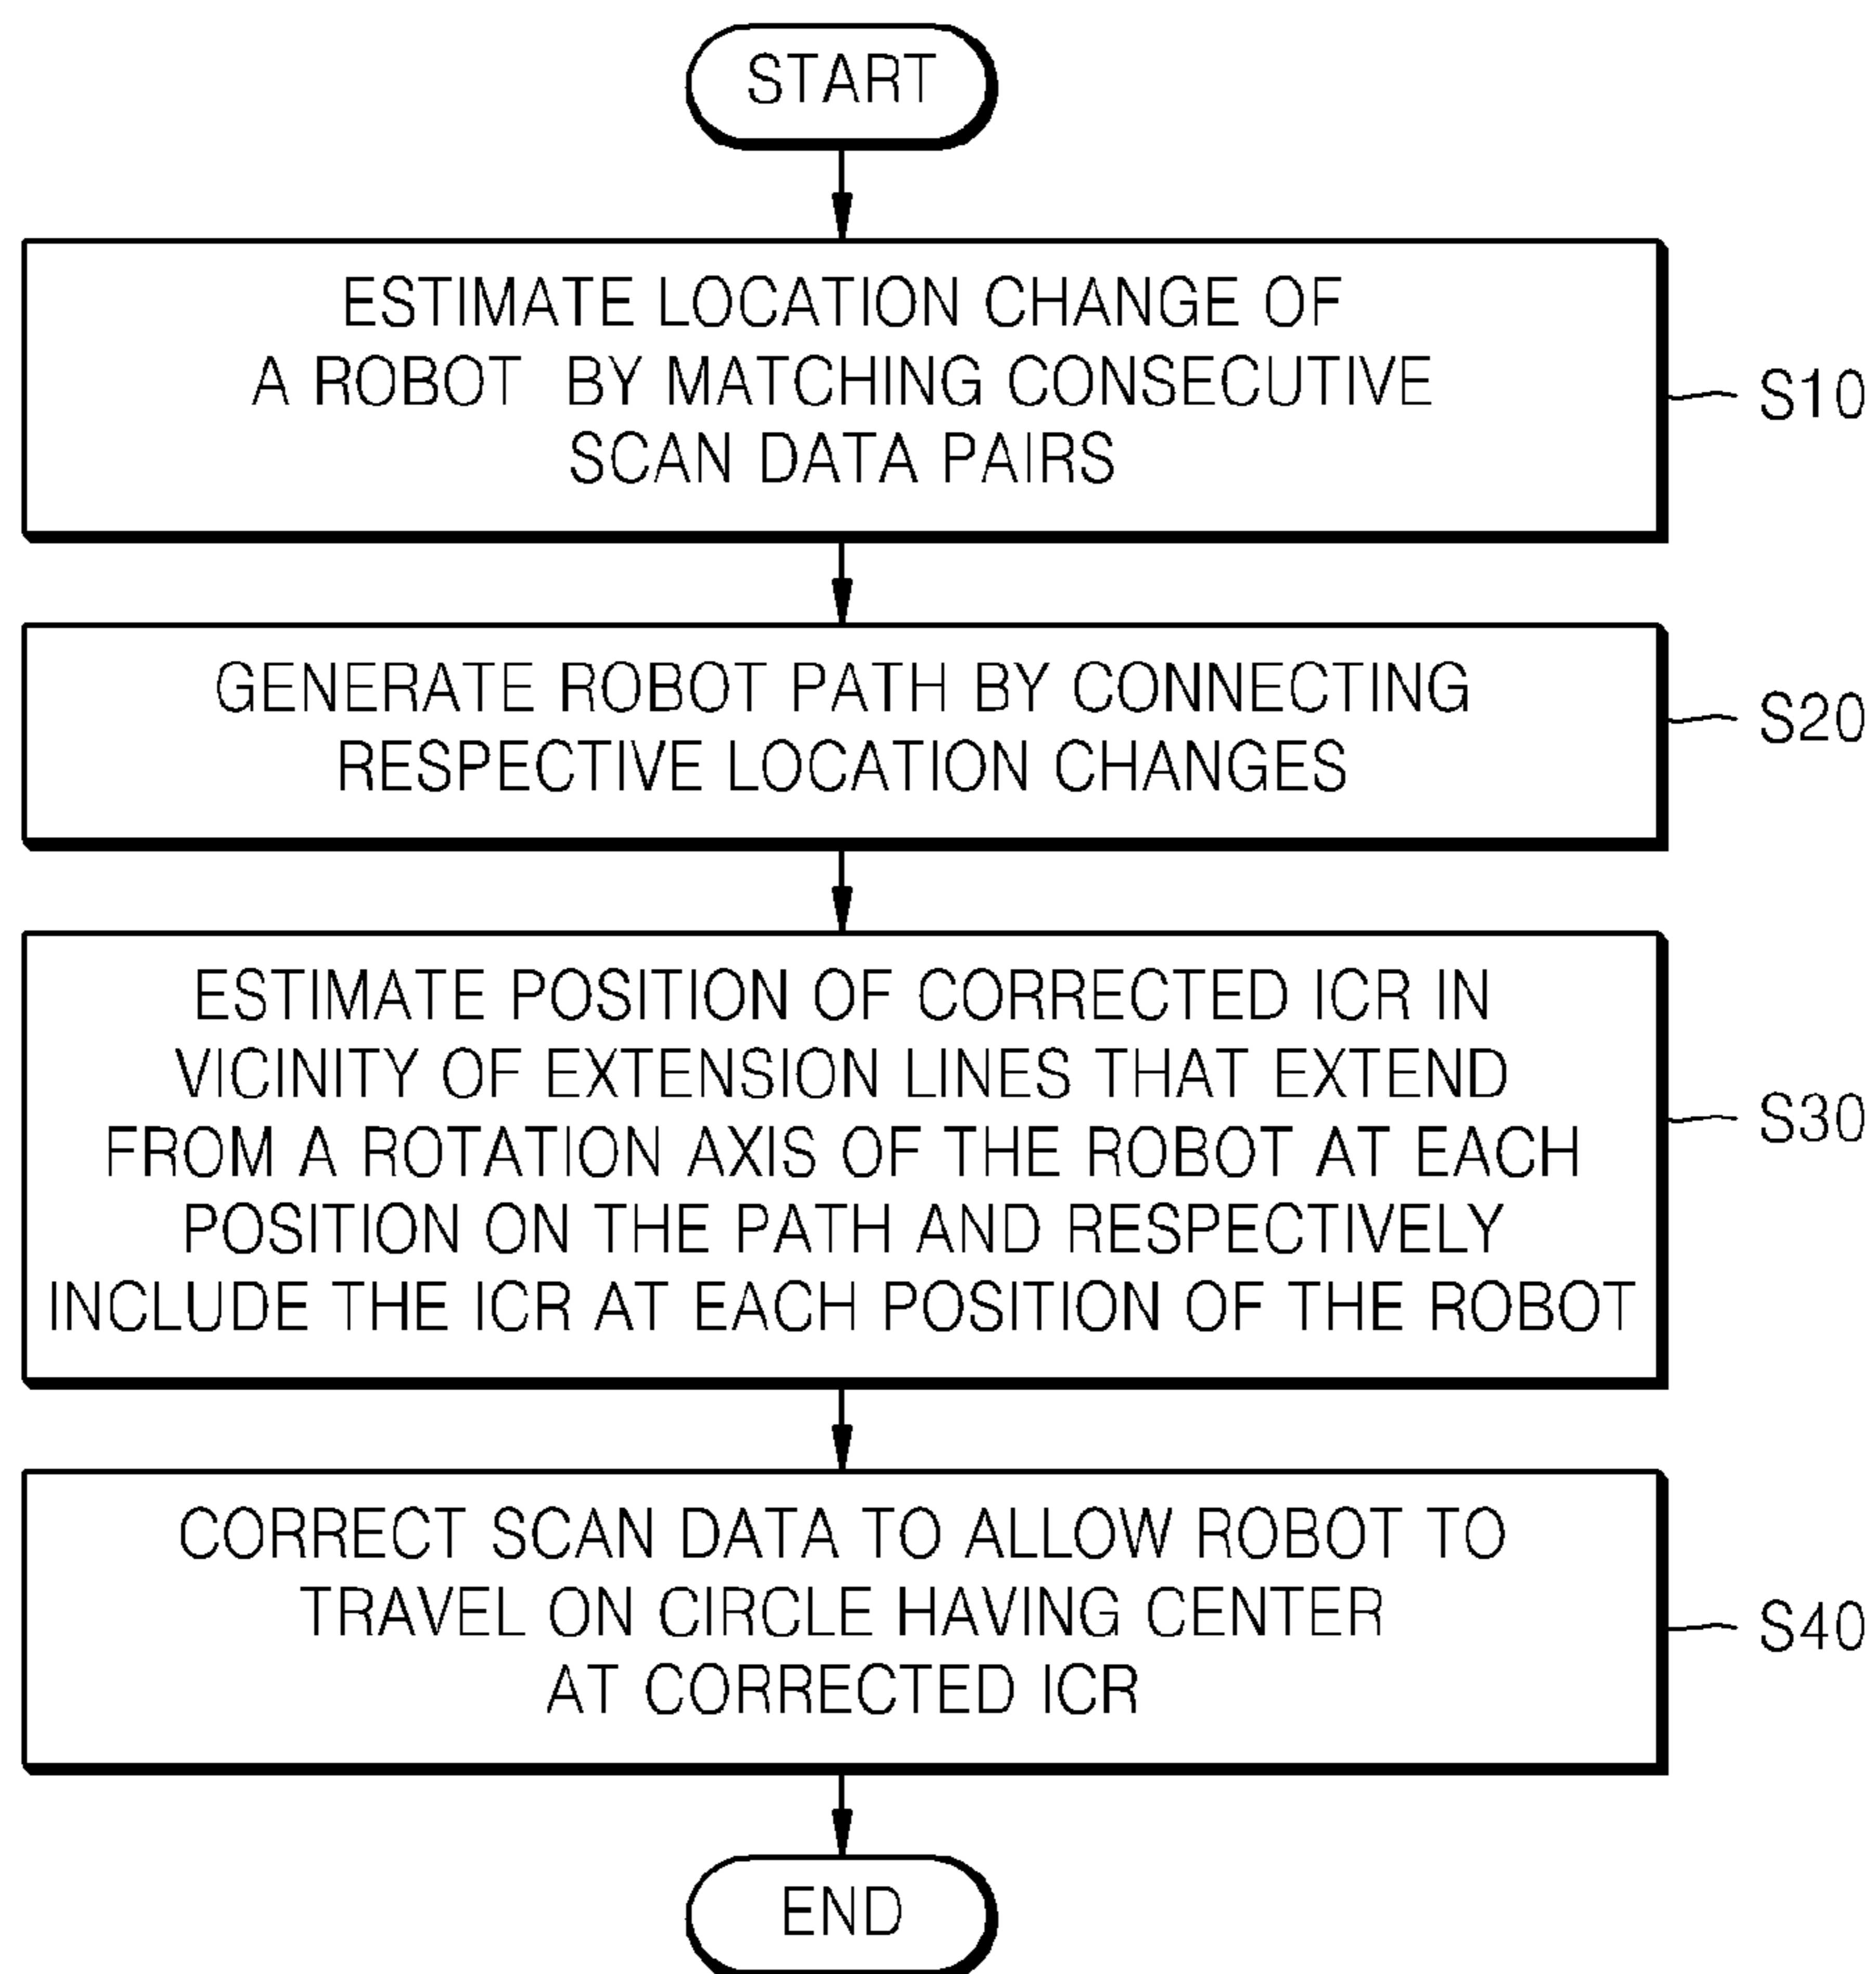 START
ESTIMATE LOCATION CHANGE OF
A ROBOT BY MATCHING CONSECUTIVE
SCAN DATA PAIRS
S10
GENERATE ROBOT PATH BY CONNECTING
RESPECTIVE LOCATION CHANGES
S20
ESTIMATE POSITION OF CORRECTED ICR IN
VICINITY OF EXTENSION LINES THAT EXTEND
FROM A ROTATION AXIS OF THE ROBOT AT EACH
POSITION ON THE PATH AND RESPECTIVELY
INCLUDE THE ICR AT EACH POSITION OF THE ROBOT
S30
CORRECT SCAN DATA TO ALLOW ROBOT TO
TRAVEL ON CIRCLE HAVING CENTER
AT CORRECTED ICR
S40
END